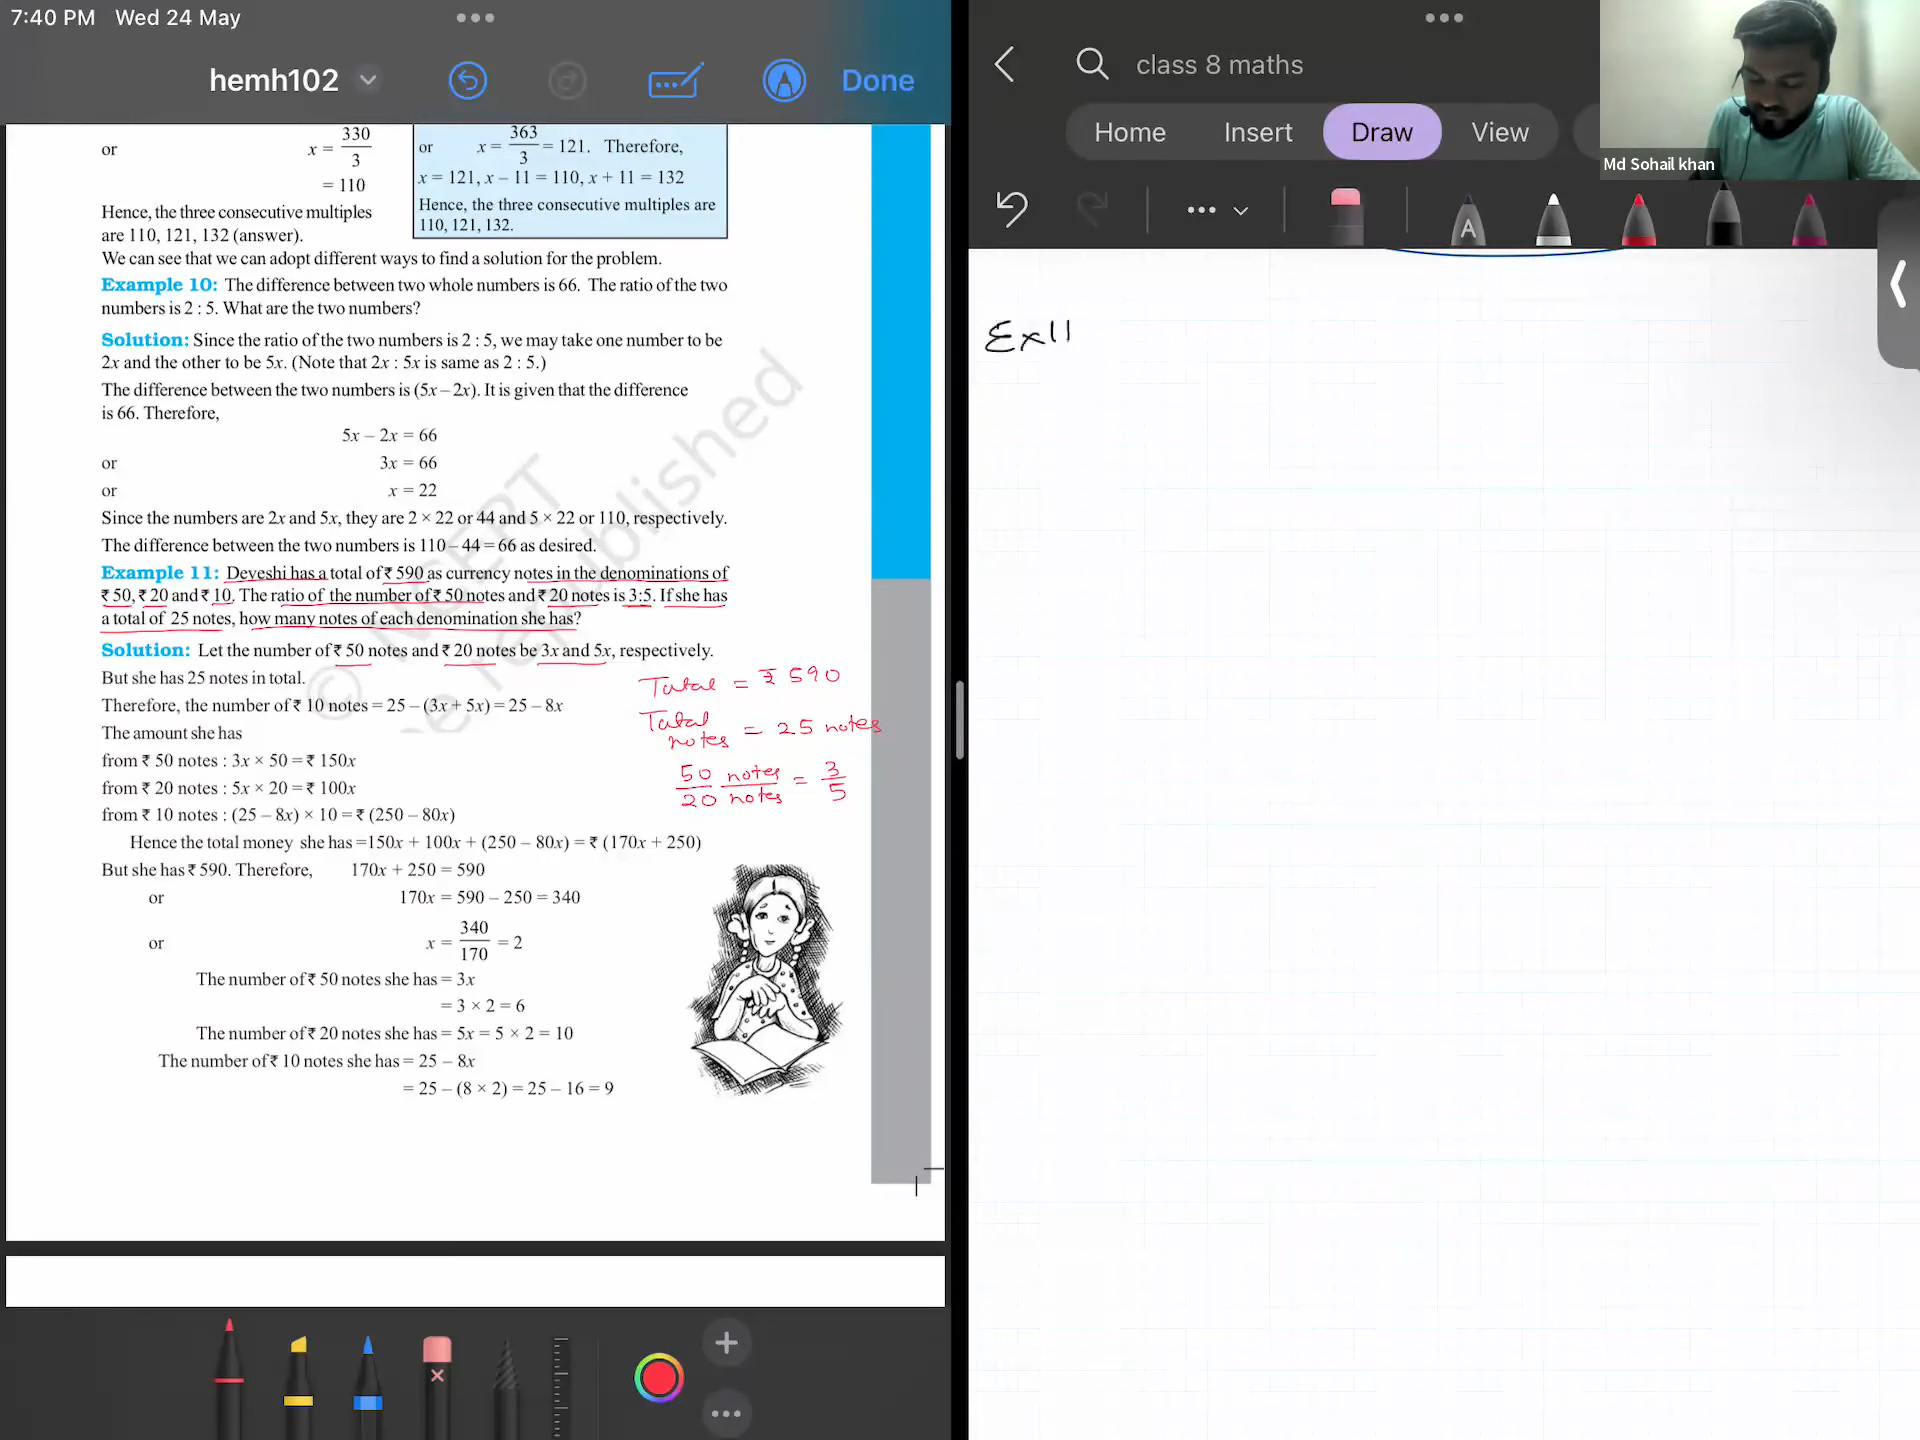 7:40 PM Wed 24 May
hemh102
Done
or x = 330/3
= 110
Hence, the three consecutive multiples
are 110, 121, 132 (answer).
or x = 363/3 = 121. Therefore,
x = 121, x – 11 = 110, x + 11 = 132
Hence, the three consecutive multiples are
110, 121, 132.
We can see that we can adopt different ways to find a solution for the problem.
Example 10: The difference between two whole numbers is 66. The ratio of the two
numbers is 2 : 5. What are the two numbers?
Solution: Since the ratio of the two numbers is 2 : 5, we may take one number to be
2x and the other to be 5x. (Note that 2x : 5x is same as 2 : 5.)
The difference between the two numbers is (5x – 2x). It is given that the difference
is 66. Therefore,
5x – 2x = 66
or 3x = 66
or x = 22
Since the numbers are 2x and 5x, they are 2 × 22 or 44 and 5 × 22 or 110, respectively.
The difference between the two numbers is 110 – 44 = 66 as desired.
Example 11: Deveshi has a total of ₹ 590 as currency notes in the denominations of
₹ 50, ₹ 20 and ₹ 10. The ratio of the number of ₹ 50 notes and ₹ 20 notes is 3:5. If she has
a total of 25 notes, how many notes of each denomination she has?
Solution: Let the number of ₹ 50 notes and ₹ 20 notes be 3x and 5x, respectively.
But she has 25 notes in total.
Therefore, the number of ₹ 10 notes = 25 – (3x + 5x) = 25 – 8x
The amount she has
from ₹ 50 notes : 3x × 50 = ₹ 150x
from ₹ 20 notes : 5x × 20 = ₹ 100x
from ₹ 10 notes : (25 – 8x) × 10 = ₹ (250 – 80x)
Hence the total money she has =150x + 100x + (250 – 80x) = ₹ (170x + 250)
But she has ₹ 590. Therefore, 170x + 250 = 590
or 170x = 590 – 250 = 340
or x = 340/170 = 2
The number of ₹ 50 notes she has = 3x
= 3 × 2 = 6
The number of ₹ 20 notes she has = 5x = 5 × 2 = 10
The number of ₹ 10 notes she has = 25 – 8x
= 25 – (8 × 2) = 25 – 16 = 9
Total = ₹ 590
Total notes = 25 notes
50 notes/20 notes = 3/5
© NCERT
be republished
class 8 maths
Home Insert Draw View
A
Md Sohail khan
Ex11